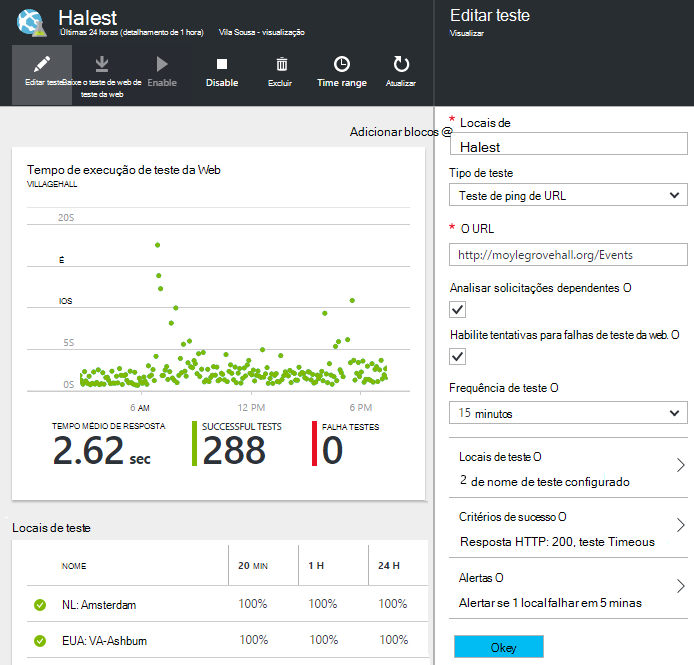 Halest
Últimas 24 horas (detalhamento de 1 hora) Vila Sousa - visualização
Editar teste
Baixe o teste de web de teste da web
Enable
Disable
Excluir
Time range
Atualizar
Adicionar blocos @
Tempo de execução de teste da Web
VILLAGEHALL
20S
É
IOS
5S
0S
6 AM 12 PM 6 PM
TEMPO MÉDIO DE RESPOSTA
2.62 sec
SUCCESSFUL TESTS
288
FALHA TESTES
0
Locais de teste
NOME 20 MIN 1 H 24 H
NL: Amsterdam 100% 100% 100%
EUA: VA-Ashbum 100% 100% 100%
Editar teste
Visualizar
* Locais de
Halest
Tipo de teste
Teste de ping de URL
* O URL
http://moylegrovehall.org/Events
Analisar solicitações dependentes O
Habilite tentativas para falhas de teste da web. O
Frequência de teste O
15 minutos
Locais de teste O
2 de nome de teste configurado
Critérios de sucesso O
Resposta HTTP: 200, teste Timeous
Alertas O
Alertar se 1 local falhar em 5 minas
Okey